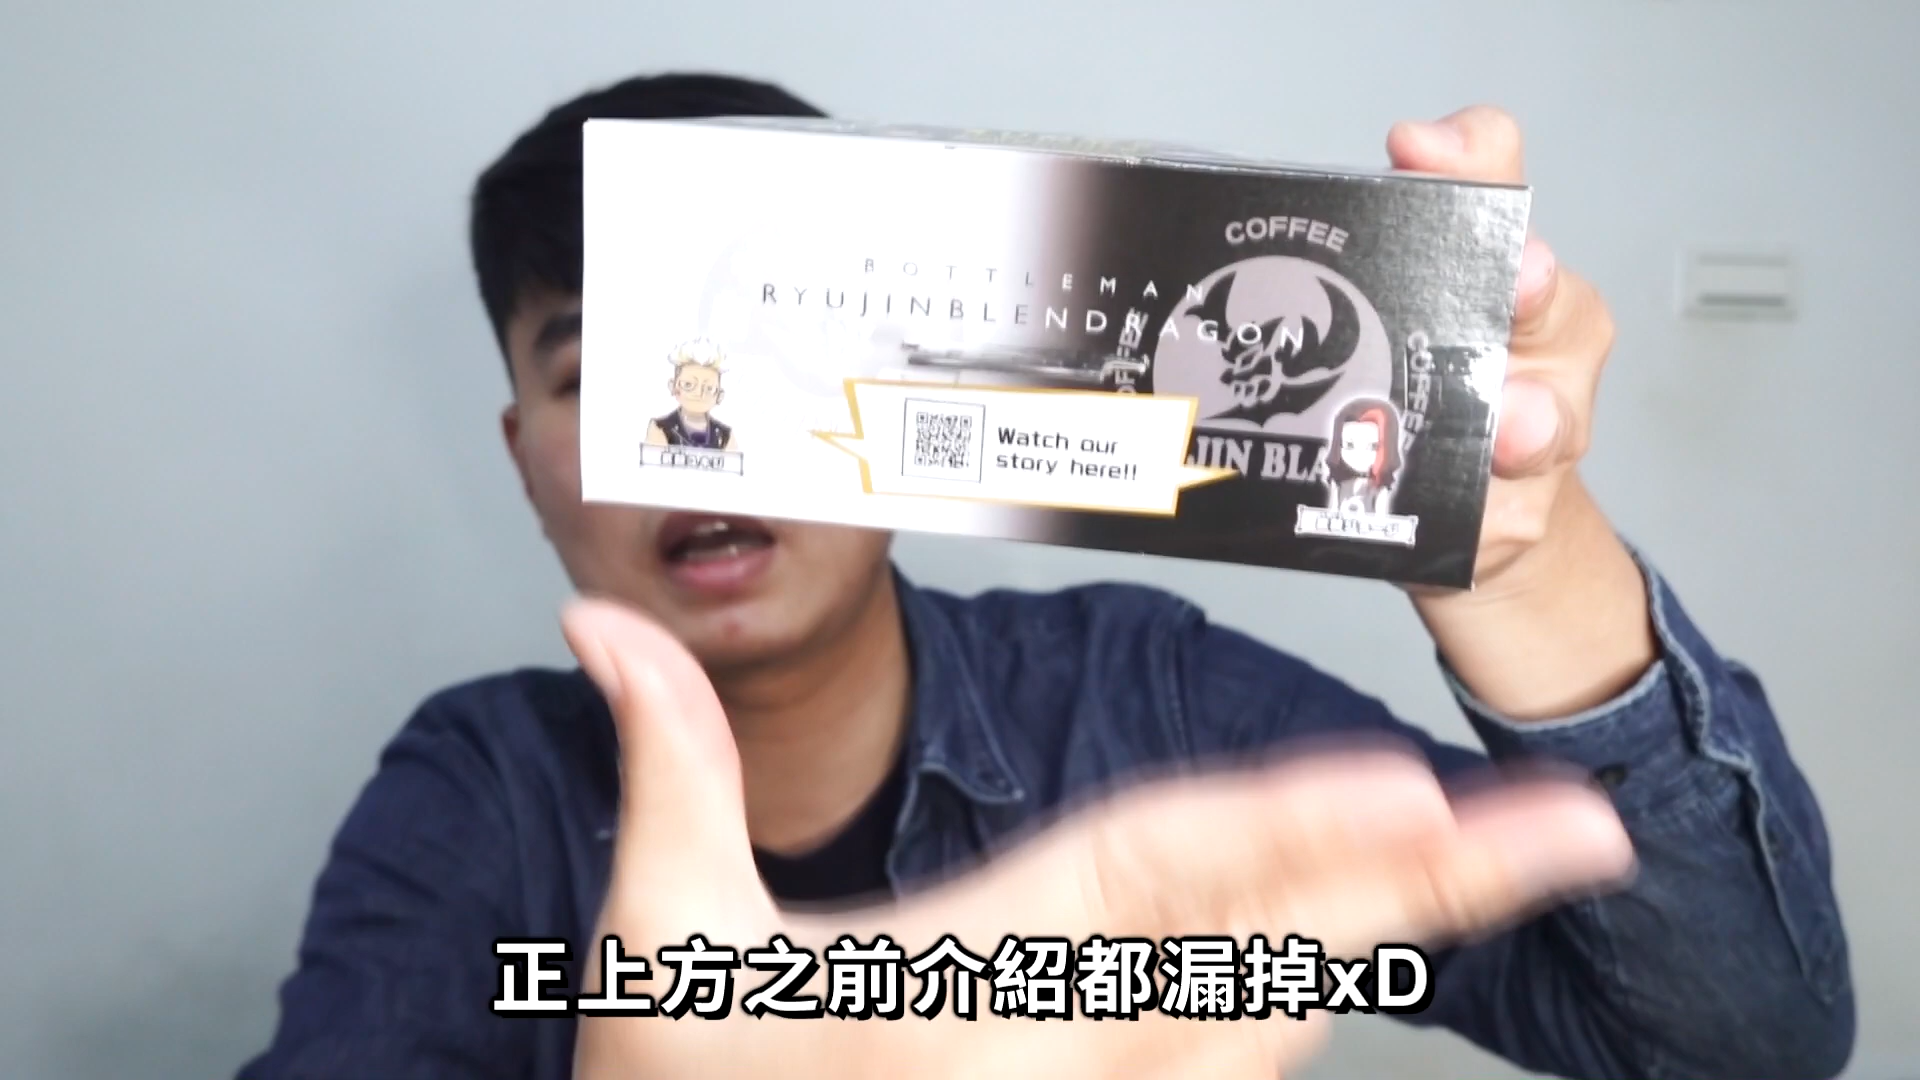 COFFEE
BOTTLEMAN
RYUJINBLENDRAGON
COFFEE
Watch our
story here!!
JIN BLA
正上方之前介紹都漏掉xD